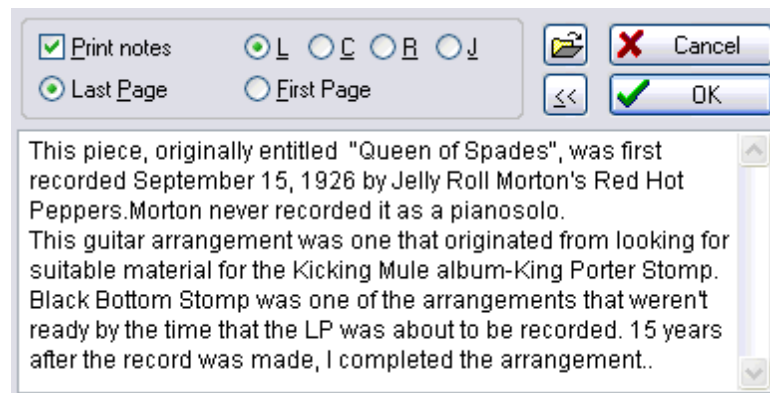 Print notes L C R J Cancel
Last Page First Page << OK
This piece, originally entitled "Queen of Spades", was first
recorded September 15, 1926 by Jelly Roll Morton's Red Hot
Peppers.Morton never recorded it as a pianosolo.
This guitar arrangement was one that originated from looking for
suitable material for the Kicking Mule album-King Porter Stomp.
Black Bottom Stomp was one of the arrangements that weren't
ready by the time that the LP was about to be recorded. 15 years
after the record was made, I completed the arrangement..